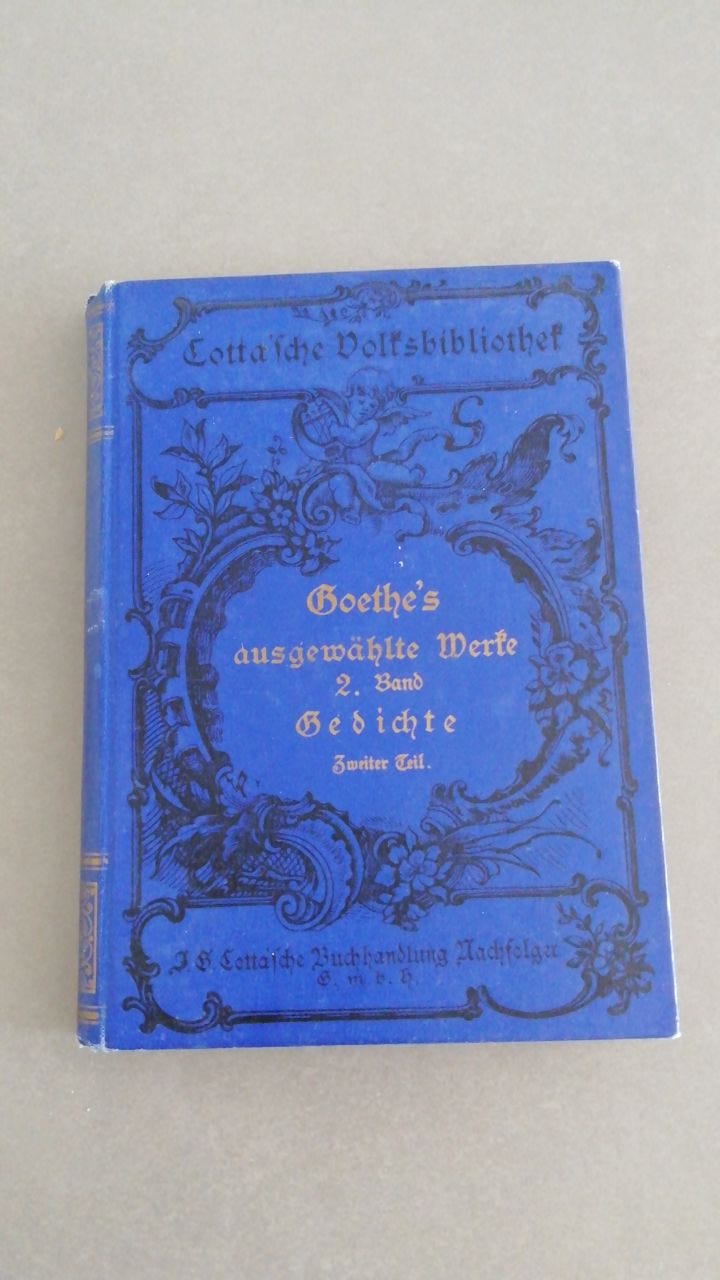 Cotta'sche Volksbibliothek
Goethe's
ausgewählte Werke
2. Band
Gedichte
Zweiter Teil.
J. G. Cotta'sche Buchhandlung Nachfolger
G. m. b. H.